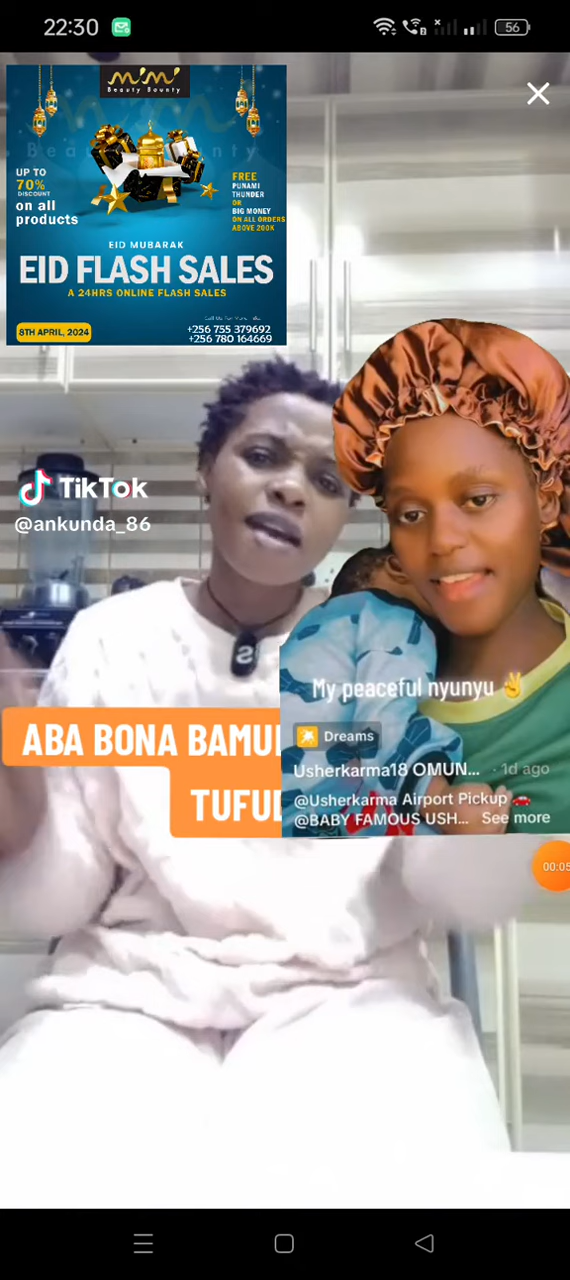 22:30
56
m!m!
Beauty Bounty
UP TO
70%
DISCOUNT
on all
products
FREE
PUNAMI
THUNDER
OR
BIG MONEY
ON ALL ORDERS
ABOVE 200K
EID MUBARAK
EID FLASH SALES
A 24HRS ONLINE FLASH SALES
8TH APRIL, 2024
+256 755 379692
+256 780 164669
TikTok
@ankunda_86
My peaceful nyunyu ✌
ABA BONA BAMU
TUFU
Dreams
Usherkarma18 OMUN... · 1d ago
@Usherkarma Airport Pickup 🚗
@BABY FAMOUS USH... See more
00:05